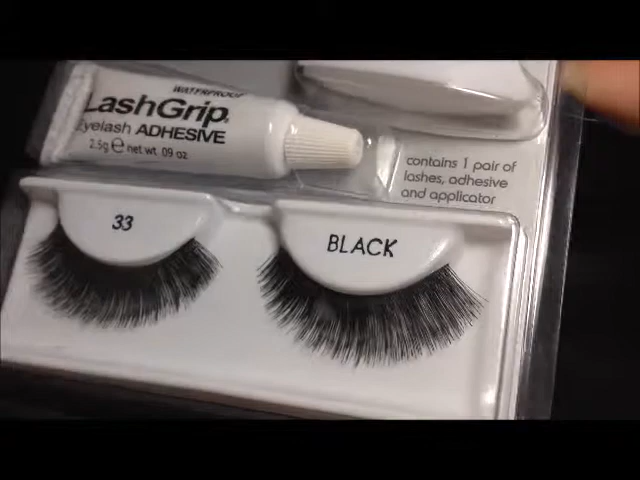 WATERPROOF
LashGrip
Eyelash ADHESIVE
2.5g e net wt .09 oz
contains 1 pair of
lashes, adhesive
and applicator
33
BLACK